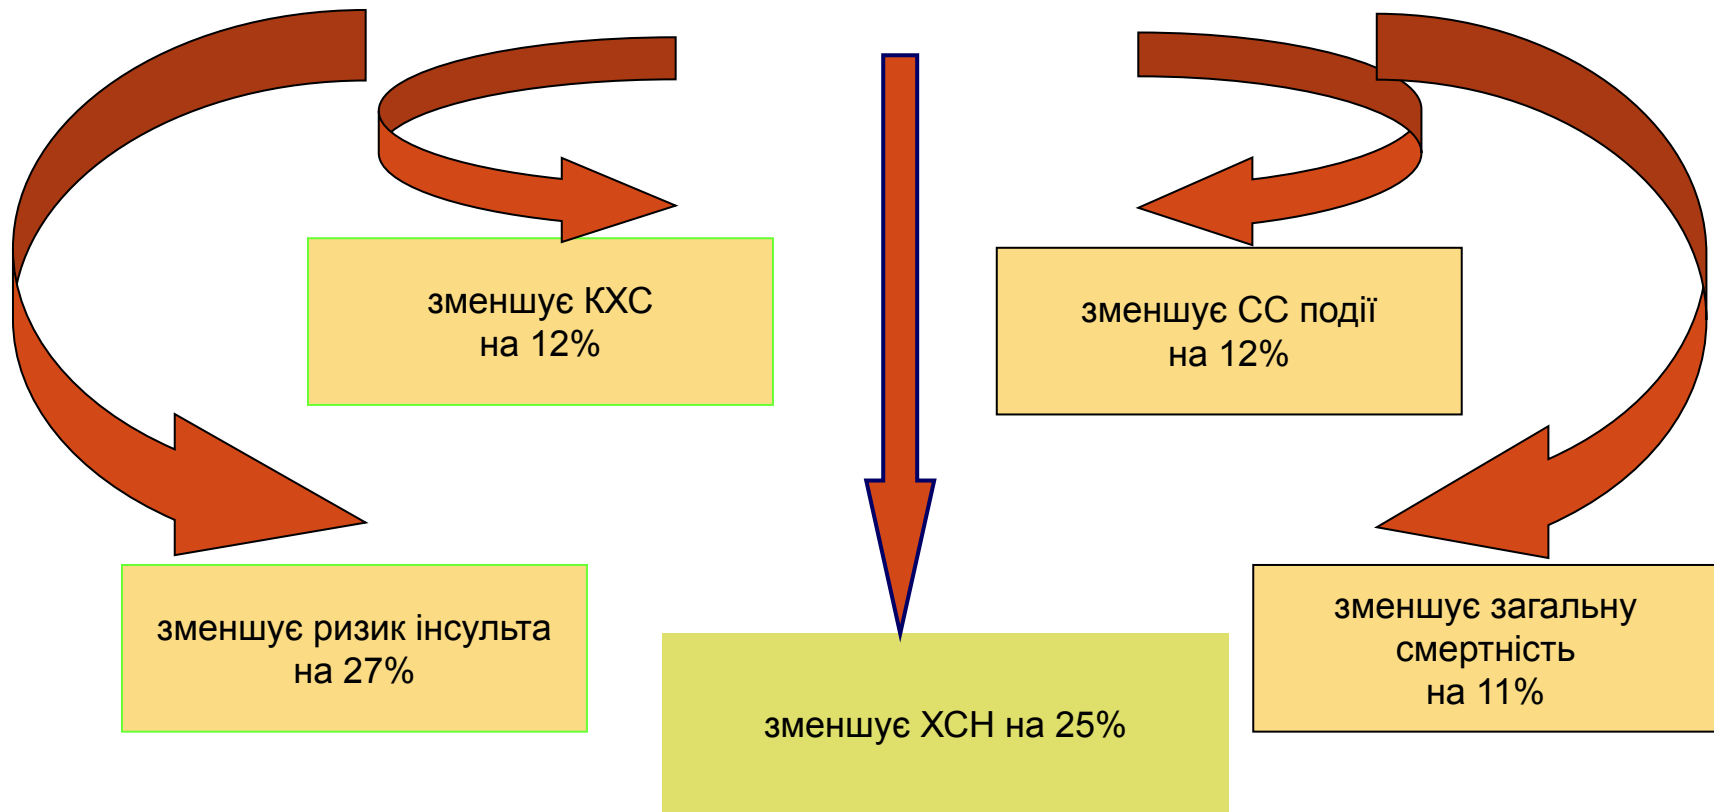 зменшує КХС
на 12%
зменшує СС події
на 12%
зменшує ризик інсульта
на 27%
зменшує ХСН на 25%
зменшує загальну
смертність
на 11%